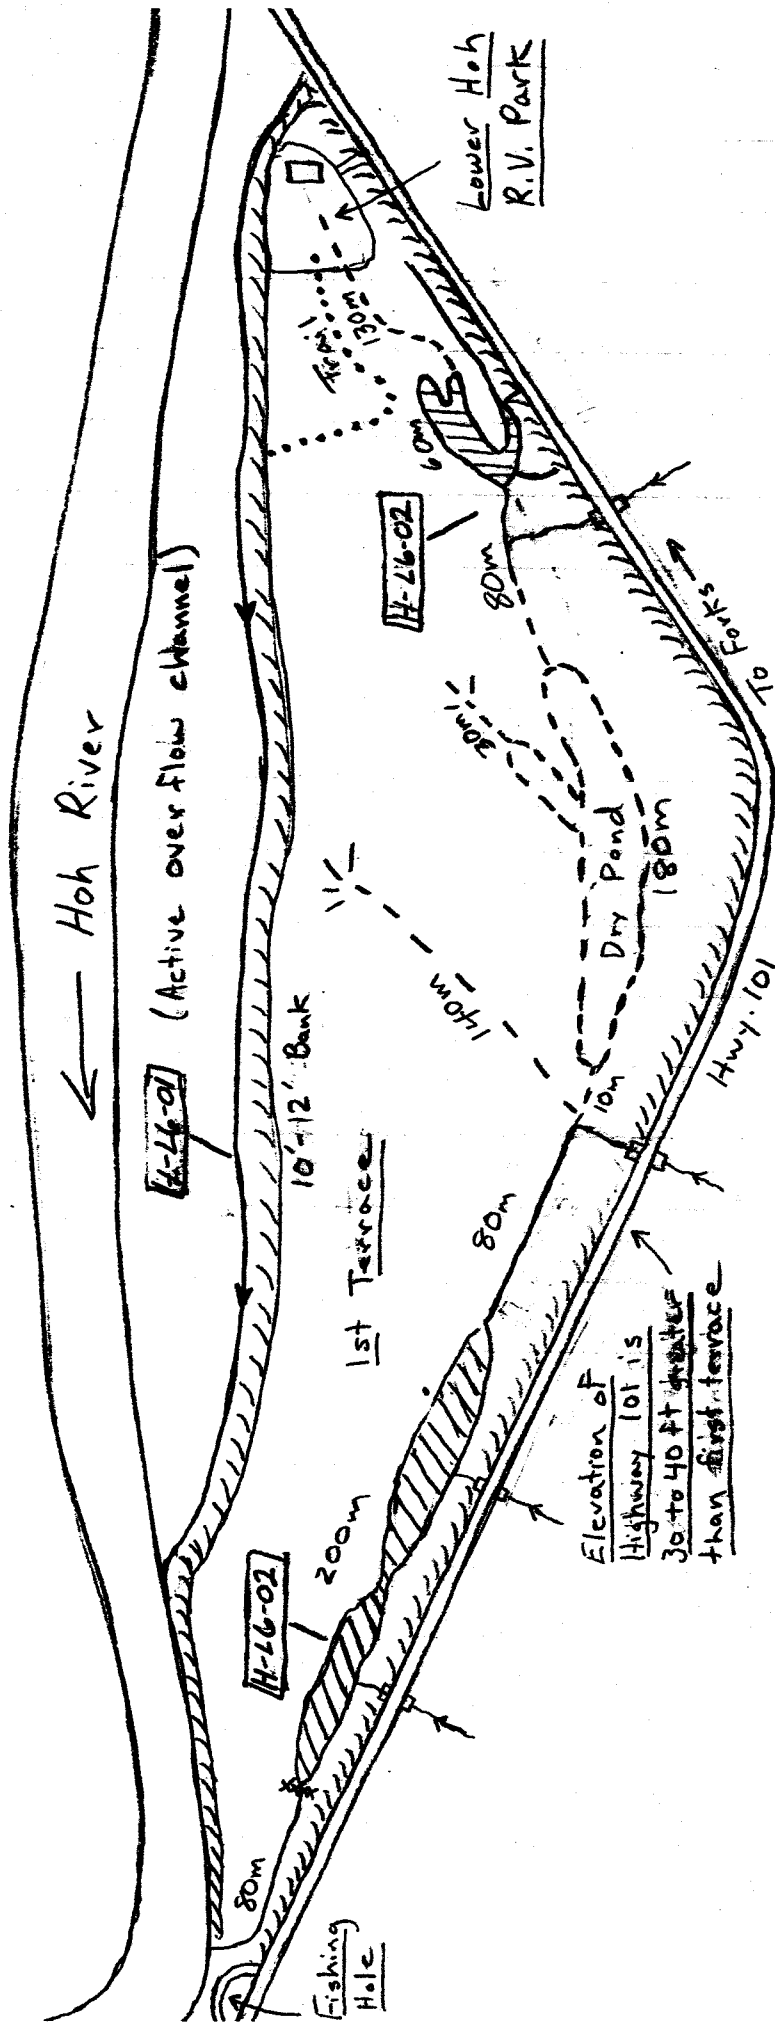 ← Hoh River
H-L6-01
(Active over flow channel)
10'-12' Bank
1st Terrace
Lower Hoh
R.V. Park
130m
60m
H-L6-02
80m
30m
Dry Pond
180m
140m
10m
80m
To Forks →
Hwy. 101
Elevation of
Highway 101 is
30 to 40 ft greater
than first terrace
200m
H-L6-02
80m
Fishing
Hole